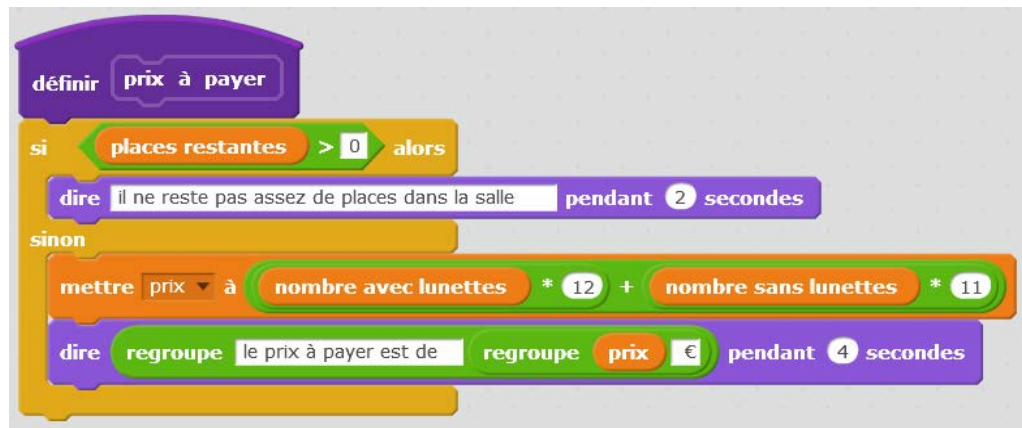 définir prix à payer
si places restantes > 0 alors
dire il ne reste pas assez de places dans la salle pendant 2 secondes
sinon
mettre prix à nombre avec lunettes * 12 + nombre sans lunettes * 11
dire regroupe le prix à payer est de regroupe prix € pendant 4 secondes